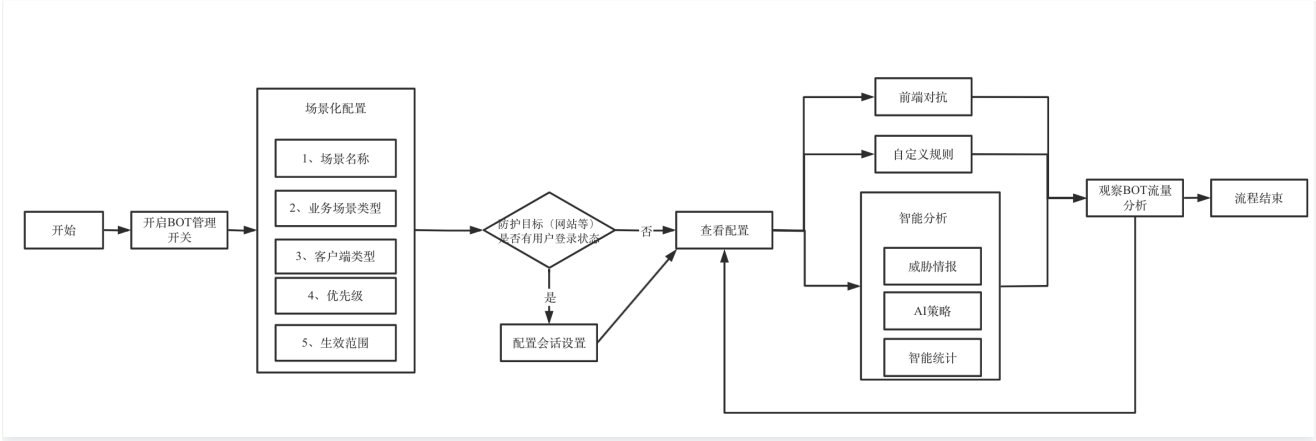 开始
开启BOT管理
开关
场景化配置
1、场景名称
2、业务场景类型
3、客户端类型
4、优先级
5、生效范围
防护目标（网站等）
是否有用户登录状态
否
是
配置会话设置
查看配置
前端对抗
自定义规则
智能分析
威胁情报
AI策略
智能统计
观察BOT流量
分析
流程结束